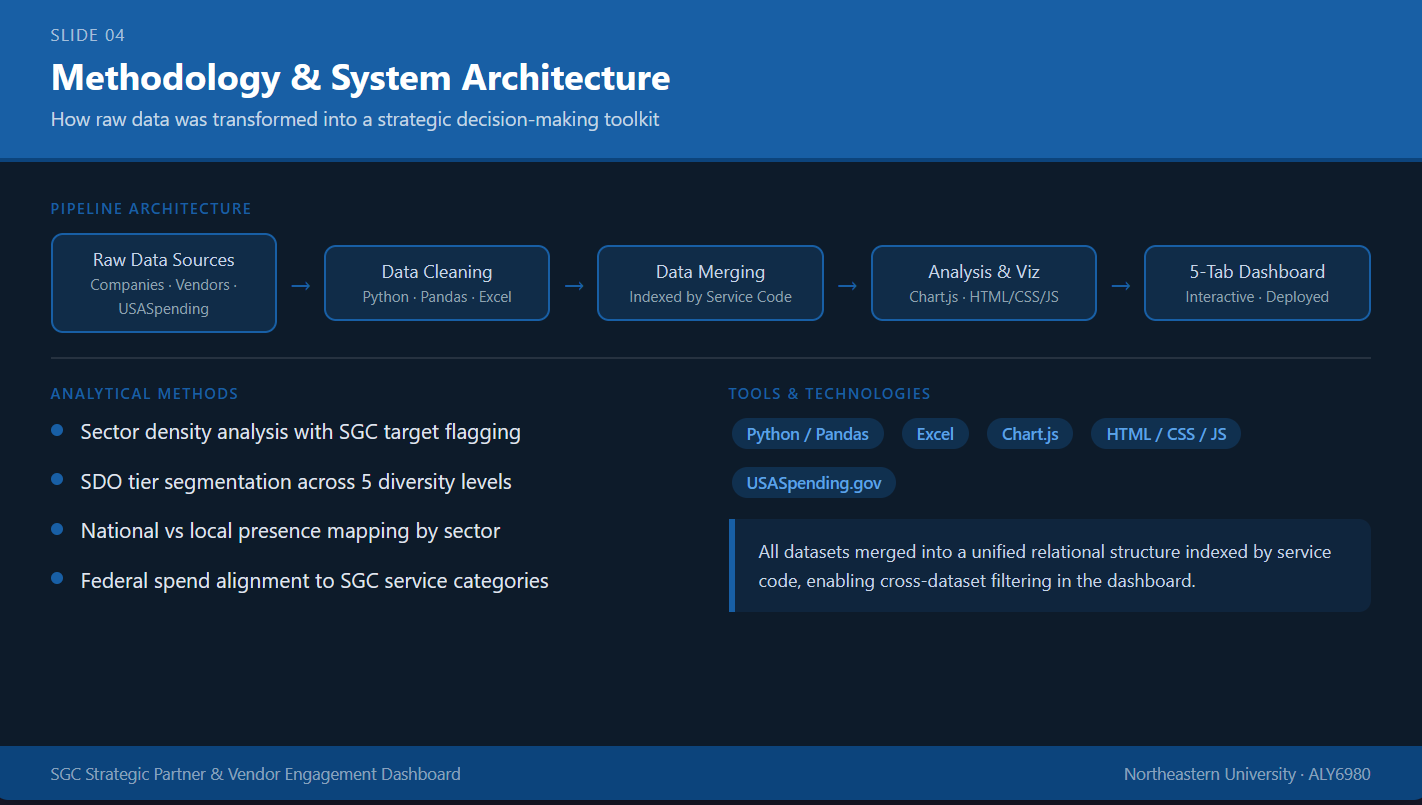 SLIDE 04
Methodology & System Architecture
How raw data was transformed into a strategic decision-making toolkit
PIPELINE ARCHITECTURE
Raw Data Sources
Companies · Vendors ·
USASpending
→
Data Cleaning
Python · Pandas · Excel
→
Data Merging
Indexed by Service Code
→
Analysis & Viz
Chart.js · HTML/CSS/JS
→
5-Tab Dashboard
Interactive · Deployed
ANALYTICAL METHODS
Sector density analysis with SGC target flagging
SDO tier segmentation across 5 diversity levels
National vs local presence mapping by sector
Federal spend alignment to SGC service categories
TOOLS & TECHNOLOGIES
Python / Pandas
Excel
Chart.js
HTML / CSS / JS
USASpending.gov
All datasets merged into a unified relational structure indexed by service
code, enabling cross-dataset filtering in the dashboard.
SGC Strategic Partner & Vendor Engagement Dashboard
Northeastern University · ALY6980